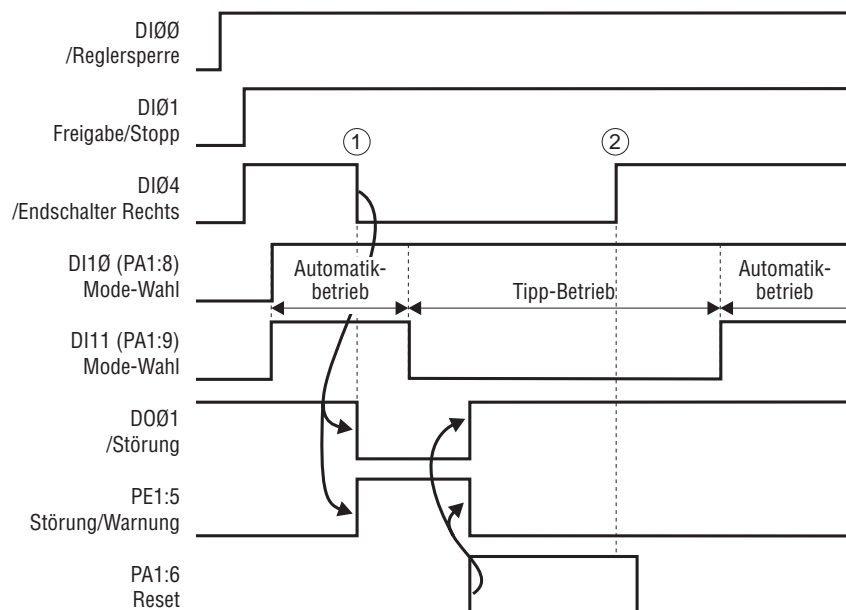 DIØØ
/Reglersperre
DIØ1
Freigabe/Stopp
1
2
DIØ4
/Endschalter Rechts
DI1Ø (PA1:8)
Mode-Wahl
Automatik-
betrieb
Tipp-Betrieb
Automatik-
betrieb
DI11 (PA1:9)
Mode-Wahl
DOØ1
/Störung
PE1:5
Störung/Warnung
PA1:6
Reset